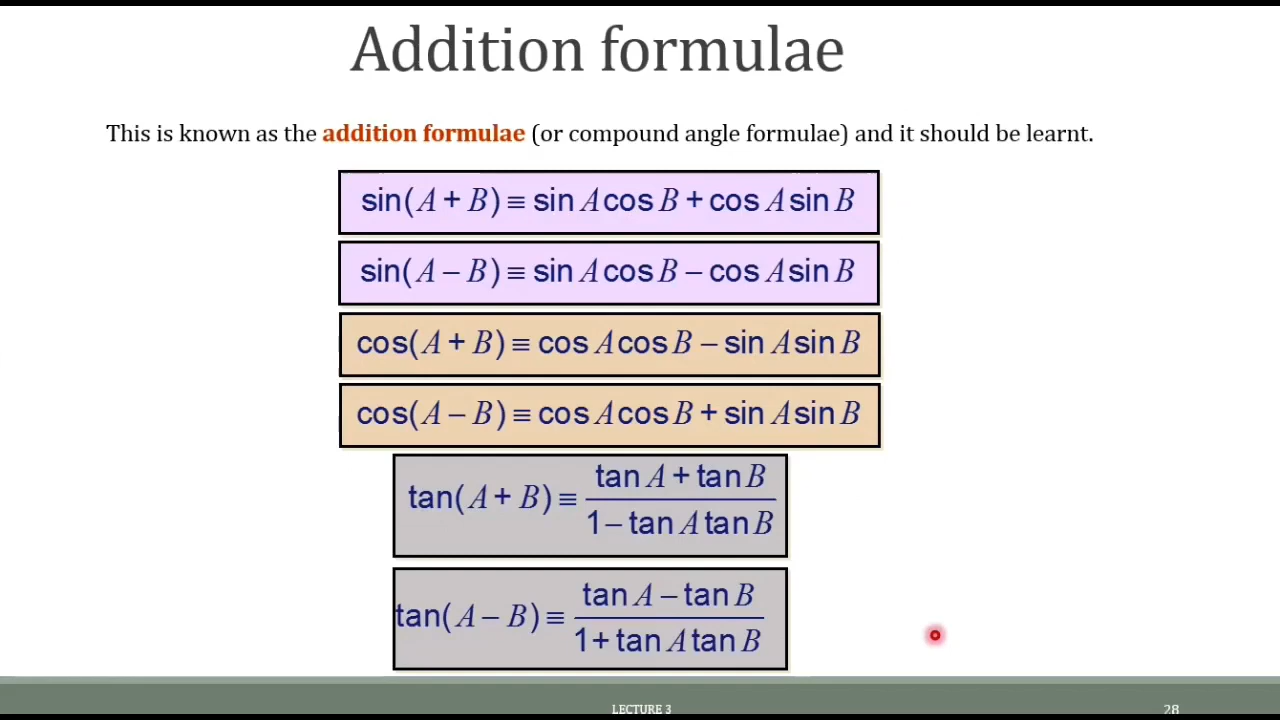 Addition formulae
This is known as the addition formulae (or compound angle formulae) and it should be learnt.
sin(A + B) ≡ sin A cos B + cos A sin B
sin(A − B) ≡ sin A cos B − cos A sin B
cos(A + B) ≡ cos A cos B − sin A sin B
cos(A − B) ≡ cos A cos B + sin A sin B
tan(A + B) ≡ (tan A + tan B) / (1 − tan A tan B)
tan(A − B) ≡ (tan A − tan B) / (1 + tan A tan B)
LECTURE 3
28